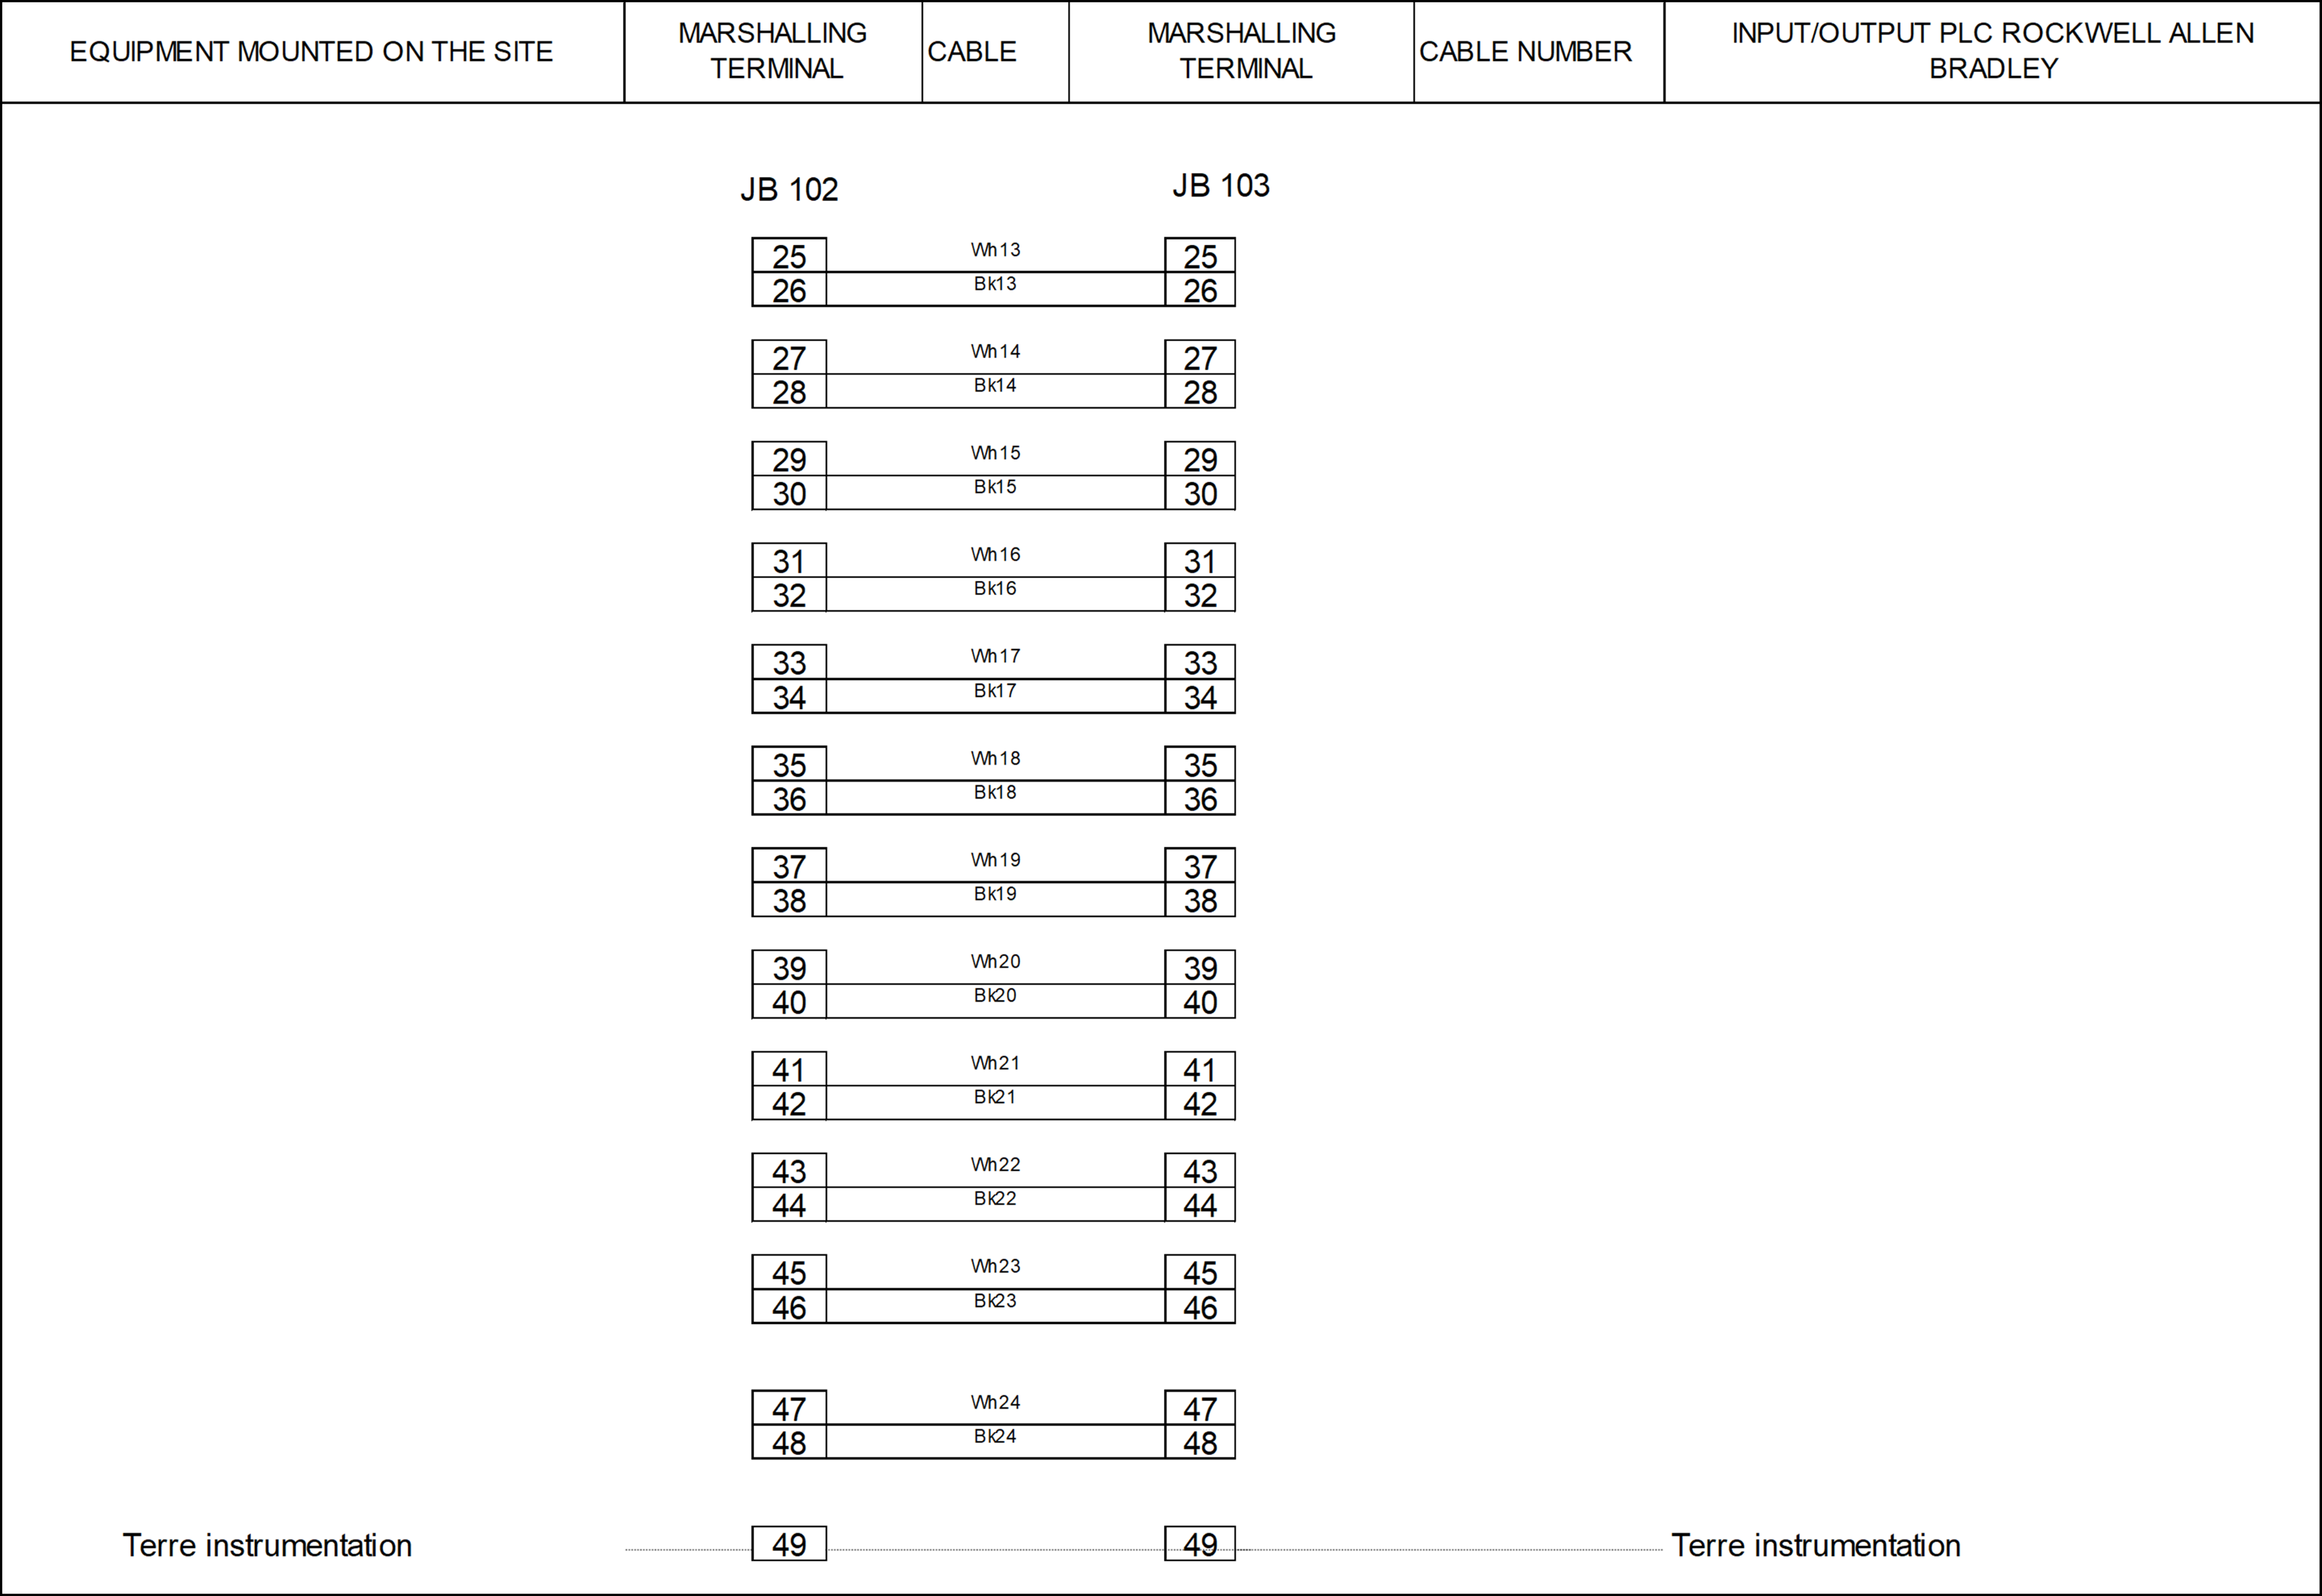 EQUIPMENT MOUNTED ON THE SITE
MARSHALLING
TERMINAL
CABLE
MARSHALLING
TERMINAL
CABLE NUMBER
INPUT/OUTPUT PLC ROCKWELL ALLEN
BRADLEY
JB 102
JB 103
25 Wh13 25
26 Bk13 26
27 Wh14 27
28 Bk14 28
29 Wh15 29
30 Bk15 30
31 Wh16 31
32 Bk16 32
33 Wh17 33
34 Bk17 34
35 Wh18 35
36 Bk18 36
37 Wh19 37
38 Bk19 38
39 Wh20 39
40 Bk20 40
41 Wh21 41
42 Bk21 42
43 Wh22 43
44 Bk22 44
45 Wh23 45
46 Bk23 46
47 Wh24 47
48 Bk24 48
Terre instrumentation 49 49 Terre instrumentation